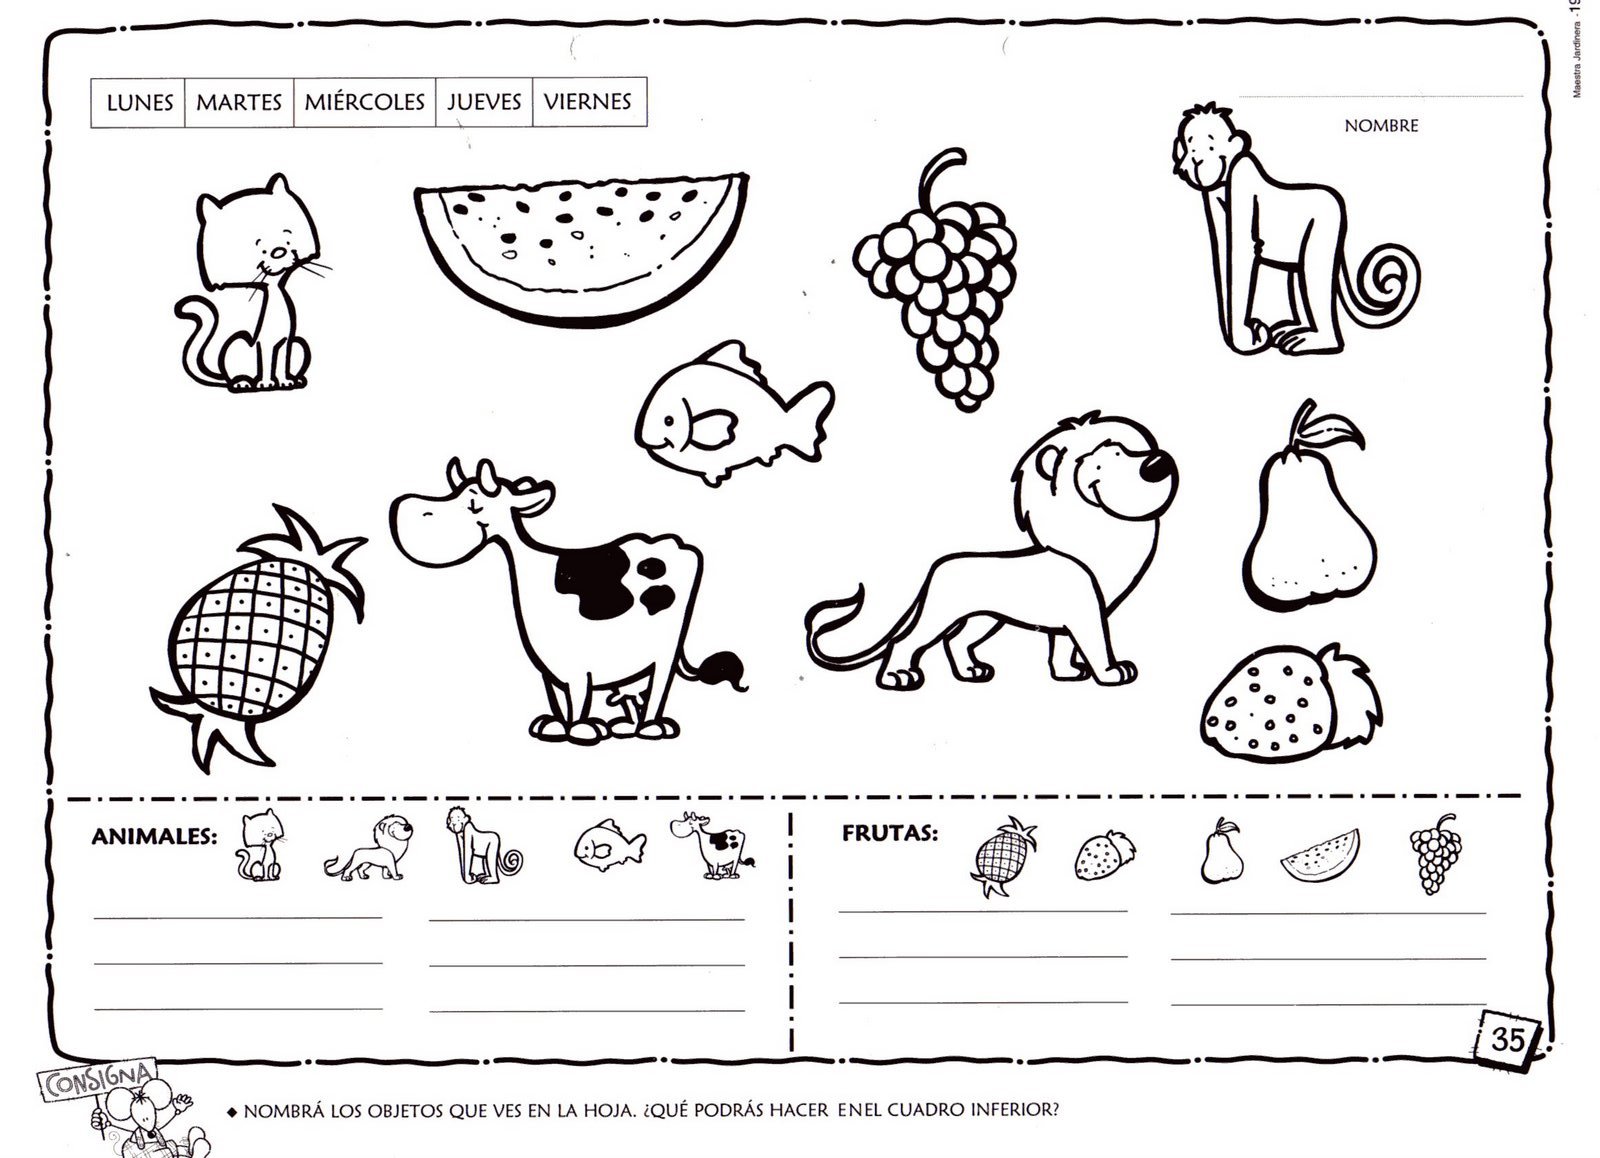 Maestra Jardinera - 19
LUNES MARTES MIÉRCOLES JUEVES VIERNES
NOMBRE
ANIMALES:
FRUTAS:
35
CONSIGNA
◆ NOMBRÁ LOS OBJETOS QUE VES EN LA HOJA. ¿QUÉ PODRÁS HACER ENEL CUADRO INFERIOR?